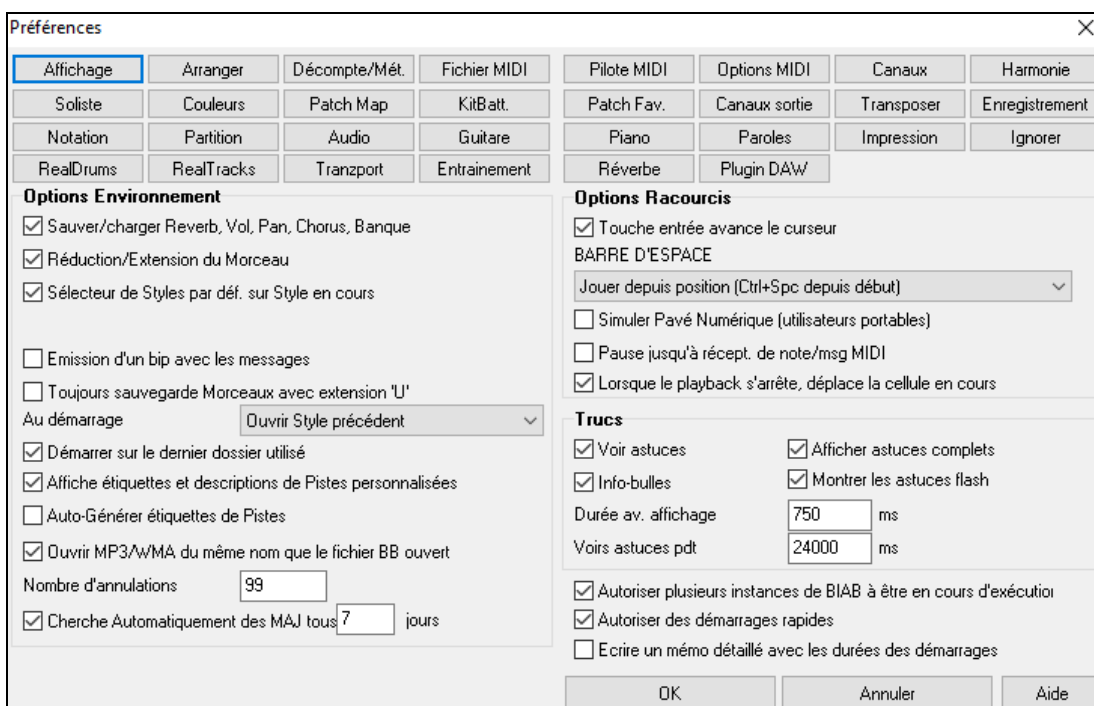 Préférences
Affichage Arranger Décompte/Mét. Fichier MIDI Pilote MIDI Options MIDI Canaux Harmonie
Soliste Couleurs Patch Map KitBatt. Patch Fav. Canaux sortie Transposer Enregistrement
Notation Partition Audio Guitare Piano Paroles Impression Ignorer
RealDrums RealTracks Tranzport Entrainement Réverbe Plugin DAW
Options Environnement
Sauver/charger Reverb, Vol, Pan, Chorus, Banque
Réduction/Extension du Morceau
Sélecteur de Styles par déf. sur Style en cours
Emission d'un bip avec les messages
Toujours sauvegarde Morceaux avec extension 'U'
Au démarrage Ouvrir Style précédent
Démarrer sur le dernier dossier utilisé
Affiche étiquettes et descriptions de Pistes personnalisées
Auto-Générer étiquettes de Pistes
Ouvrir MP3/WMA du même nom que le fichier BB ouvert
Nombre d'annulations 99
Cherche Automatiquement des MAJ tous 7 jours
Options Racourcis
Touche entrée avance le curseur
BARRE D'ESPACE
Jouer depuis position (Ctrl+Spc depuis début)
Simuler Pavé Numérique (utilisateurs portables)
Pause jusqu'à récept. de note/msg MIDI
Lorsque le playback s'arrête, déplace la cellule en cours
Trucs
Voir astuces Afficher astuces complets
Info-bulles Montrer les astuces flash
Durée av. affichage 750 ms
Voirs astuces pdt 24000 ms
Autoriser plusieurs instances de BIAB à être en cours d'exécutior
Autoriser des démarrages rapides
Ecrire un mémo détaillé avec les durées des démarrages
OK Annuler Aide